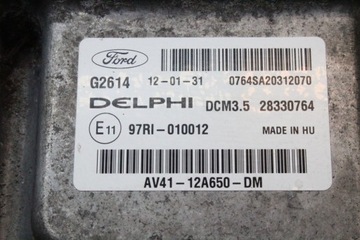 Ford
G2614 12-01-31 0764SA20312070
DELPHI DCM3.5 28330764
E11 97RI-010012 MADE IN HU
AV41-12A650-DM